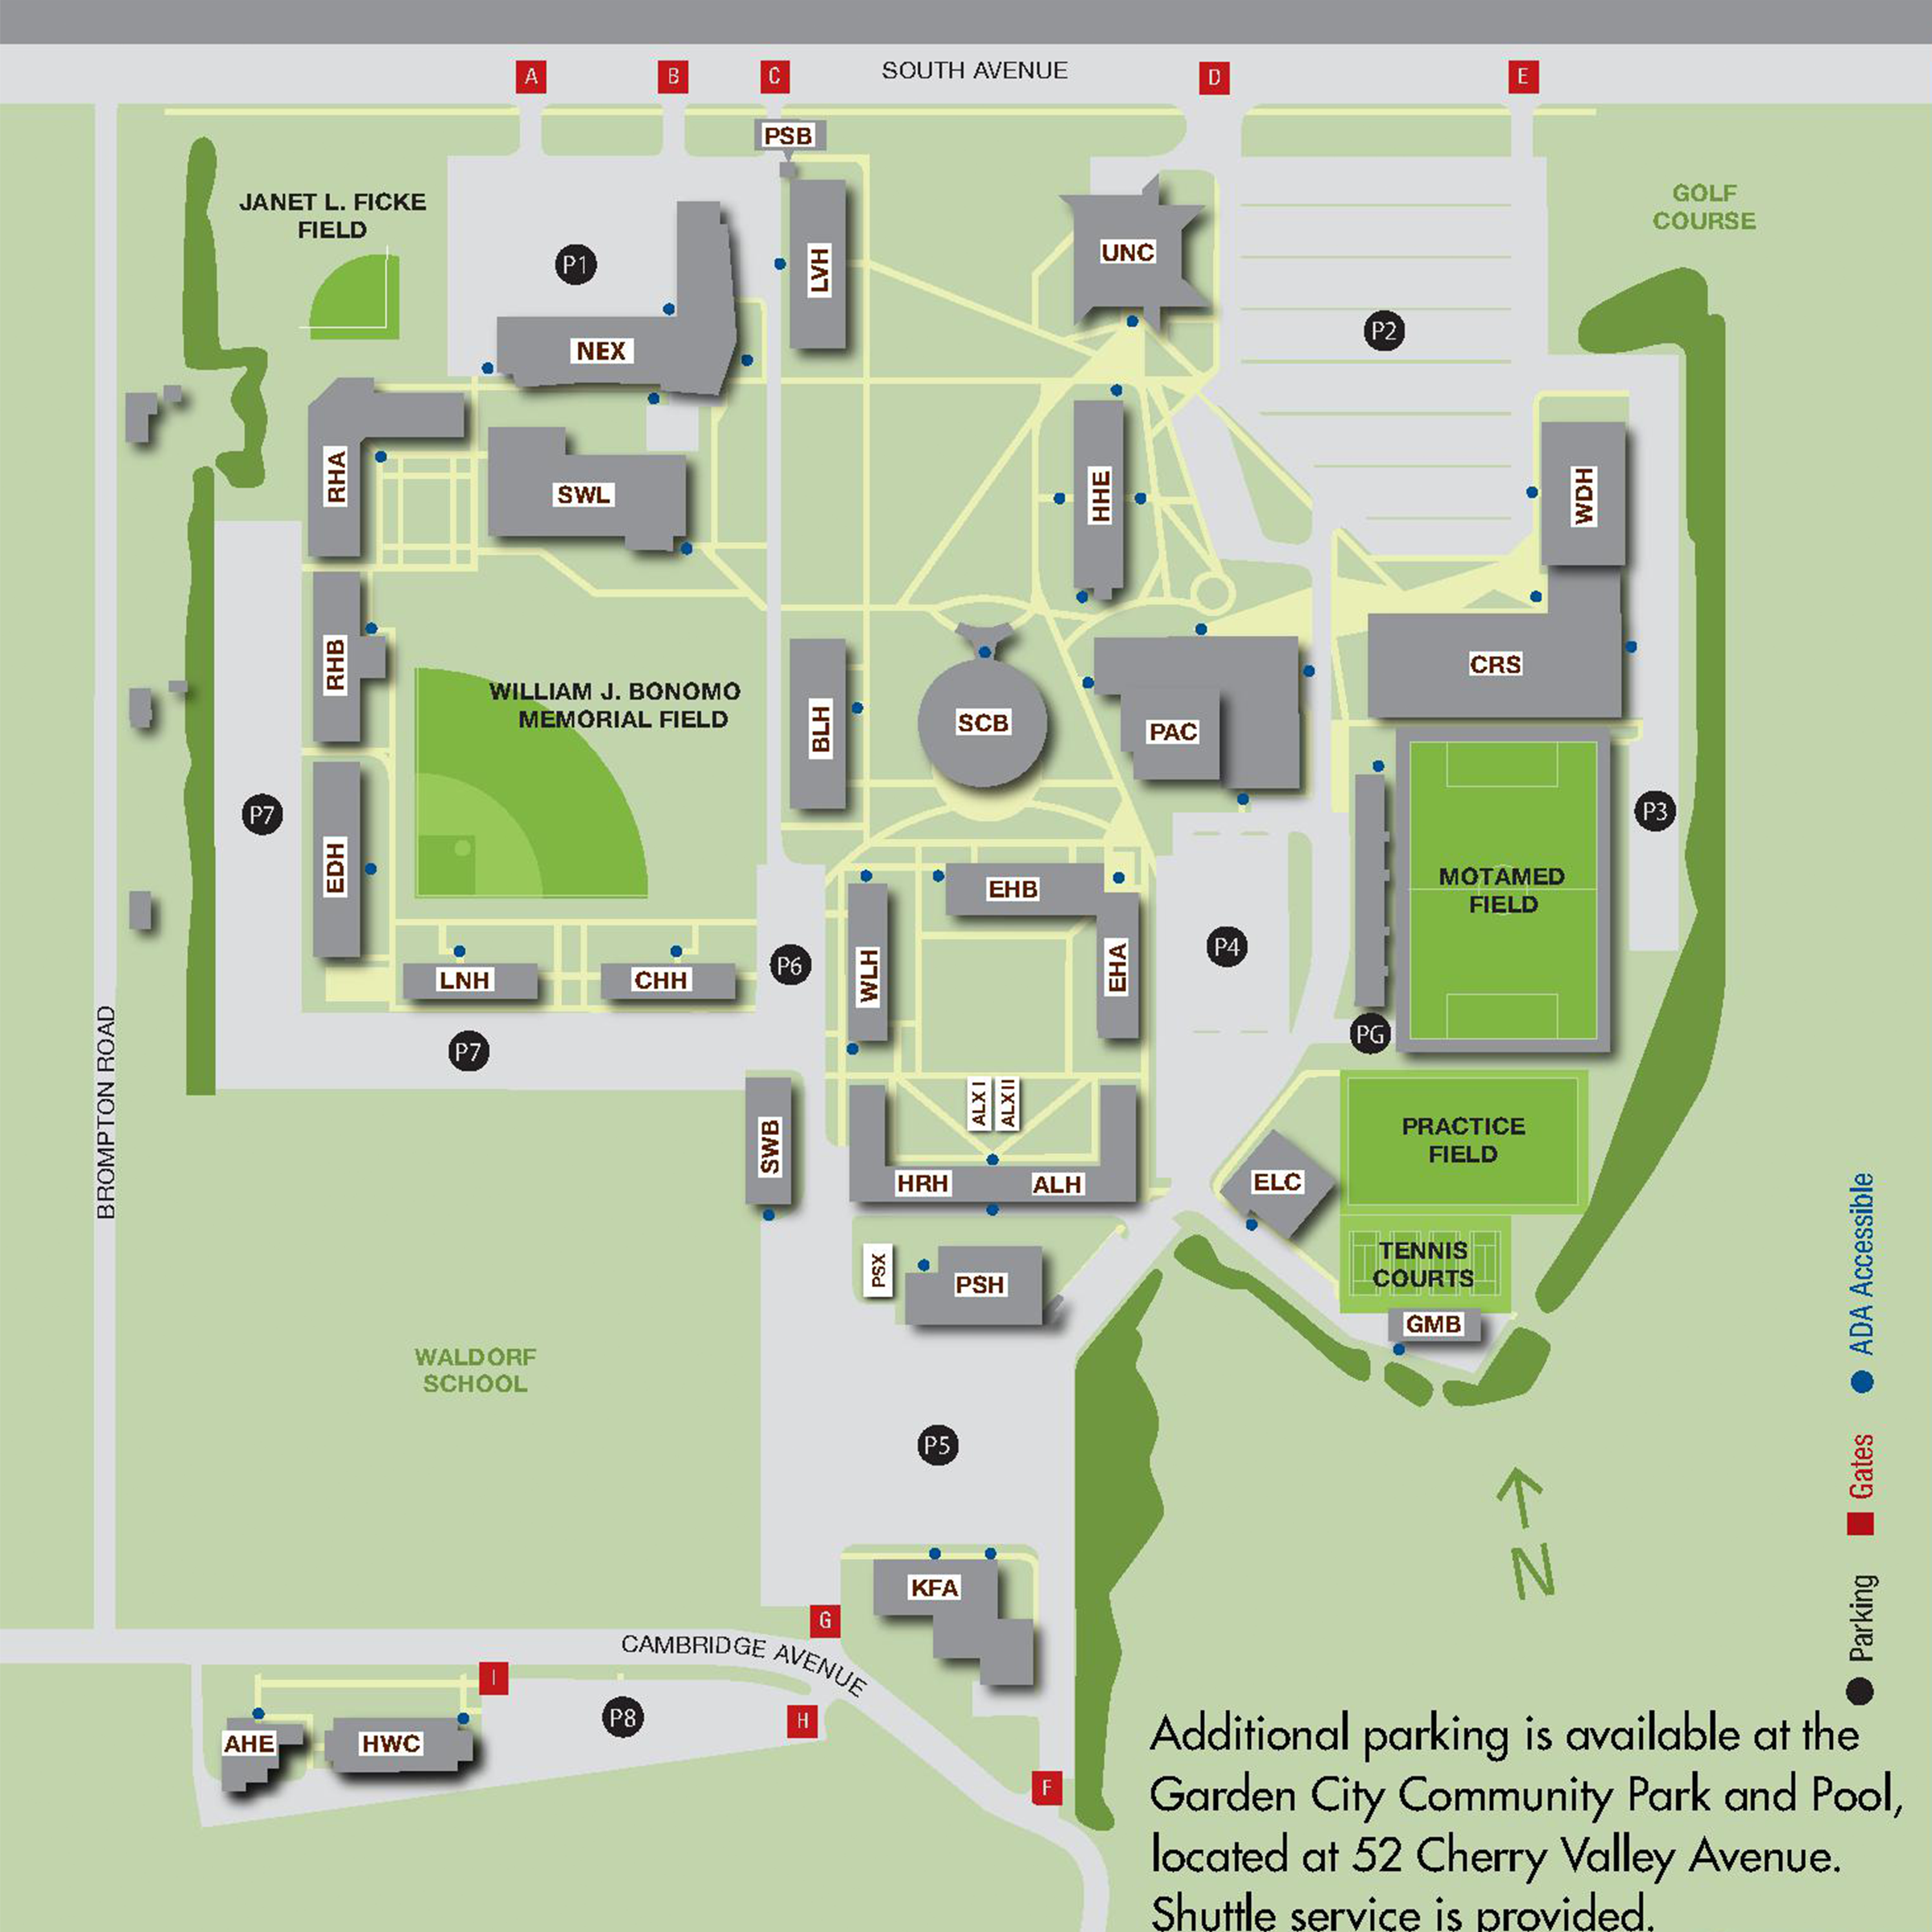 A
B
C
SOUTH AVENUE
D
E
PSB
JANET L. FICKE
FIELD
GOLF
COURSE
P1
LVH
UNC
P2
NEX
RHA
SWL
HHE
WDH
RHB
WILLIAM J. BONOMO
MEMORIAL FIELD
BLH
SCB
PAC
CRS
P7
EDH
P3
MOTAMED
FIELD
EHB
P4
LNH
CHH
P6
WLH
EHA
P7
PG
BROMPTON ROAD
SWB
ALX I
ALX II
PRACTICE
FIELD
HRH
ALH
ELC
PSX
PSH
TENNIS
COURTS
GMB
WALDORF
SCHOOL
P5
N
KFA
G
CAMBRIDGE AVENUE
I
P8
H
AHE
HWC
F
Parking
Gates
ADA Accessible
Additional parking is available at the
Garden City Community Park and Pool,
located at 52 Cherry Valley Avenue.
Shuttle service is provided.